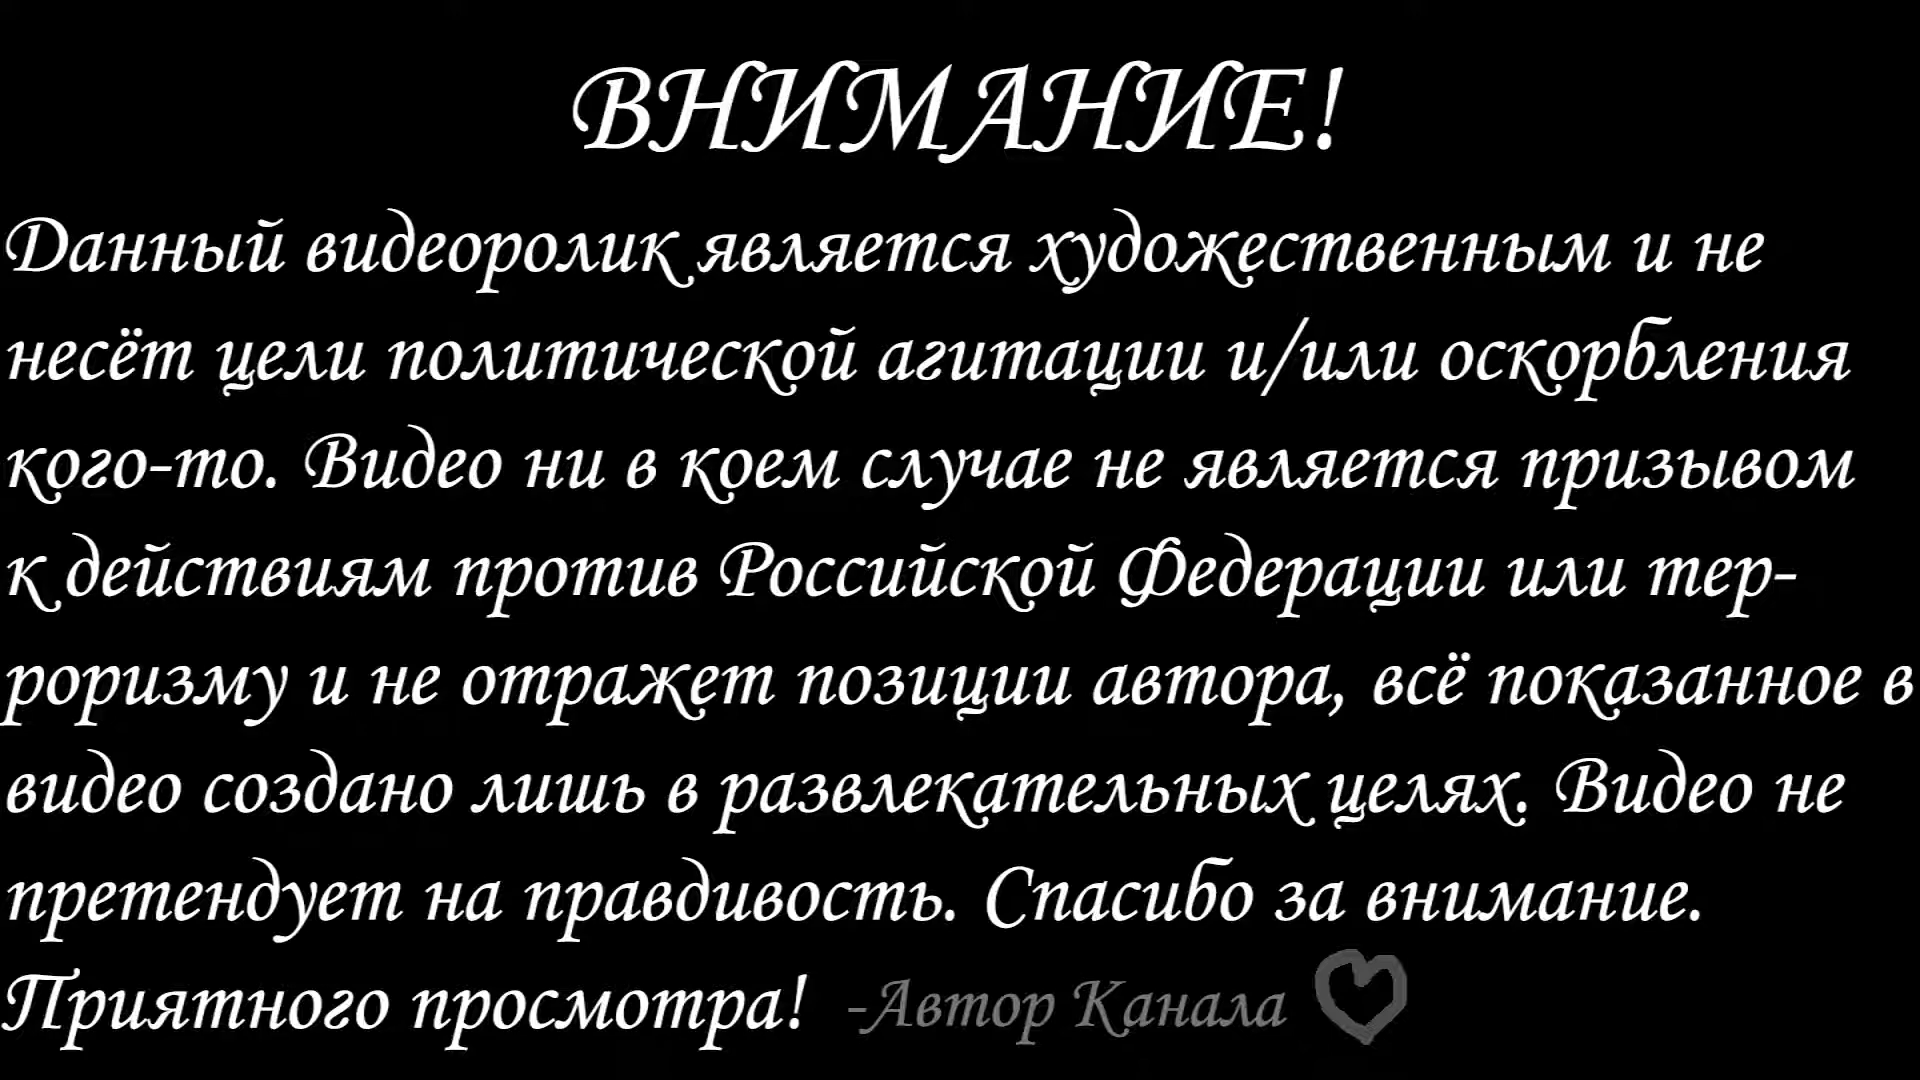 ВНИМАНИЕ!
Данный видеоролик является художественным и не
несёт цели политической агитации и/или оскорбления
кого-то. Видео ни в коем случае не является призывом
к действиям против Российской Федерации или тер-
роризму и не отражет позиции автора, всё показанное в
видео создано лишь в развлекательных целях. Видео не
претендует на правдивость. Спасибо за внимание.
Приятного просмотра! -Автор Канала